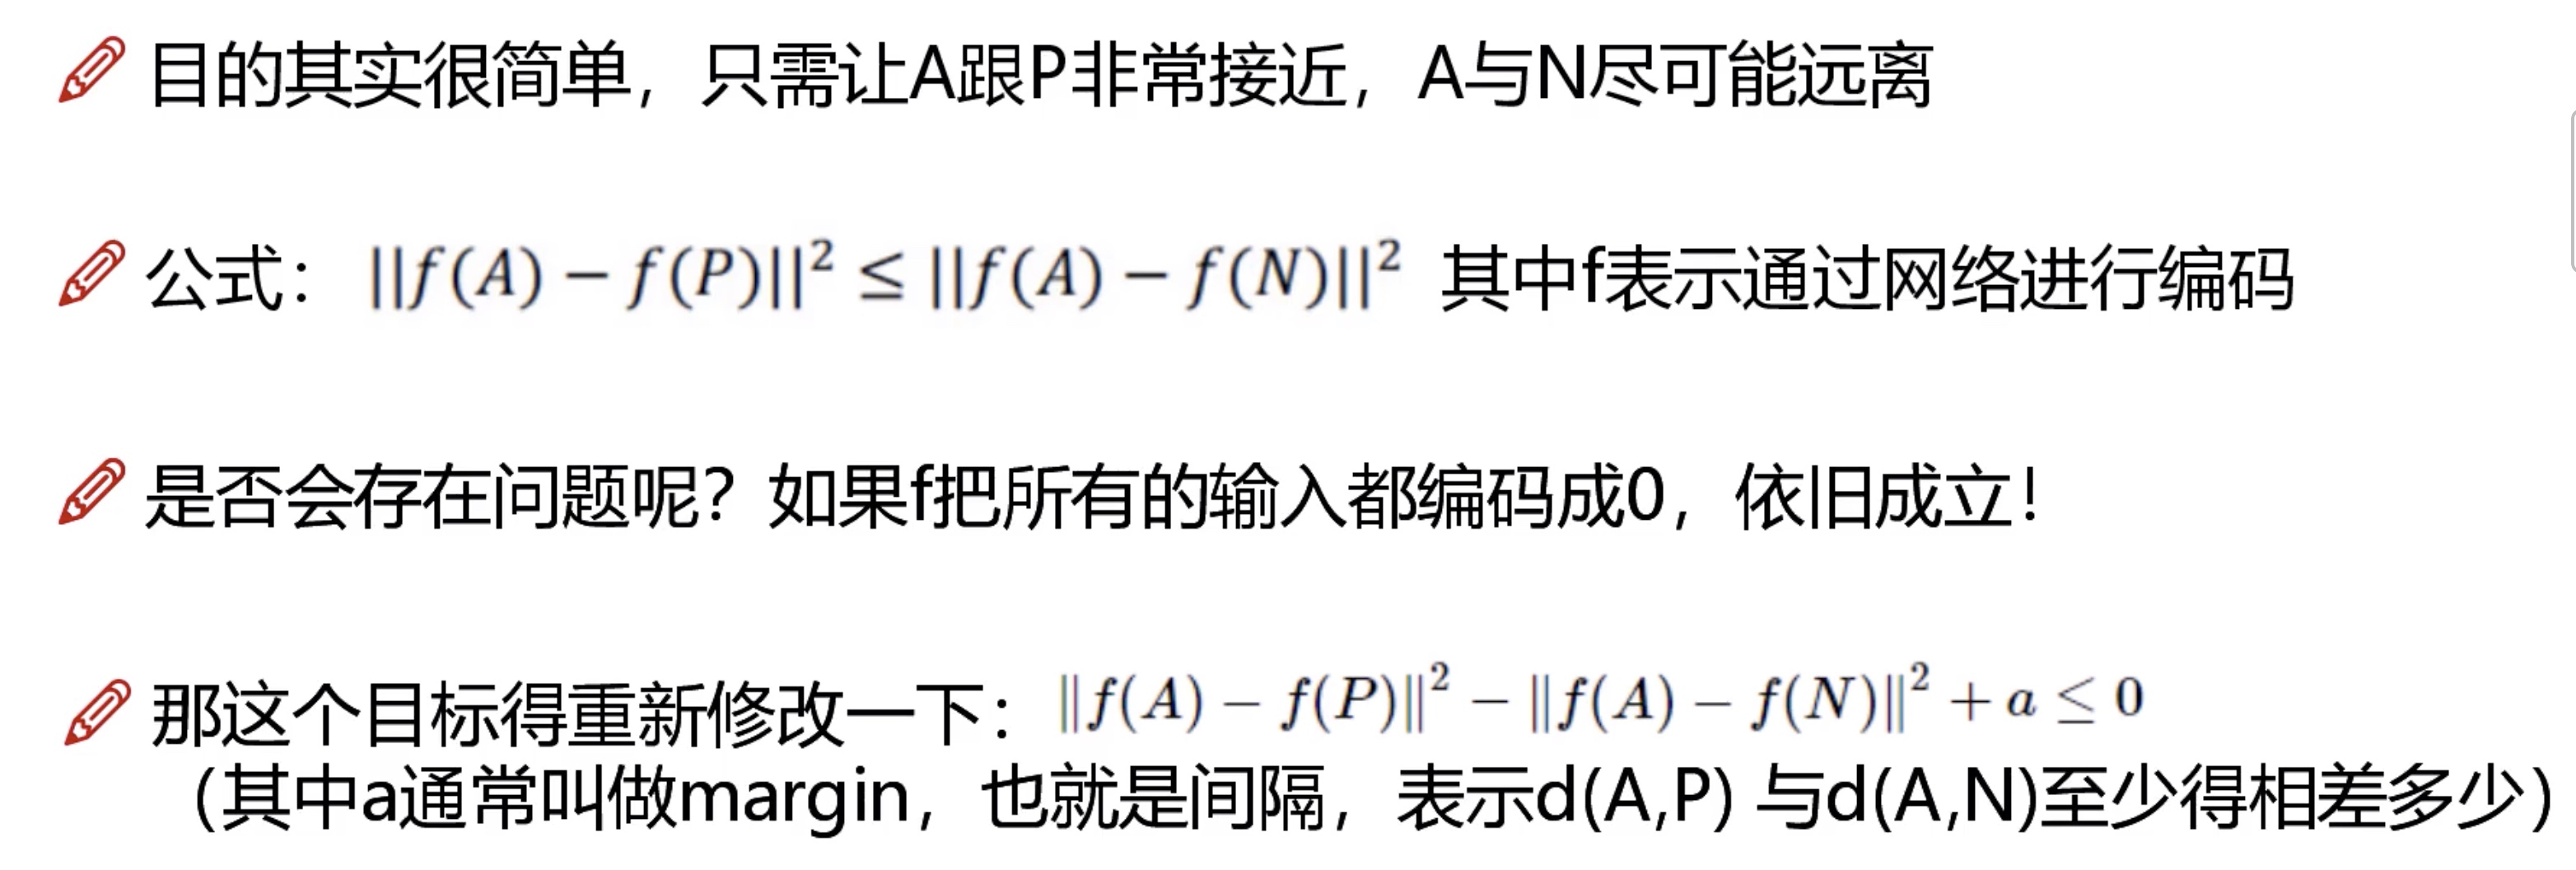 目的其实很简单，只需让A跟P非常接近，A与N尽可能远离
公式： ||f(A) − f(P)||² ≤ ||f(A) − f(N)||² 其中f表示通过网络进行编码
是否会存在问题呢？如果f把所有的输入都编码成0，依旧成立！
那这个目标得重新修改一下： ‖f(A) − f(P)‖² − ‖f(A) − f(N)‖² + a ≤ 0
（其中a通常叫做margin，也就是间隔，表示d(A,P) 与d(A,N)至少得相差多少）